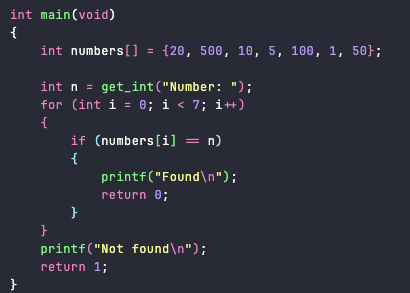 int main(void)
{
    int numbers[] = {20, 500, 10, 5, 100, 1, 50};

    int n = get_int("Number: ");
    for (int i = 0; i < 7; i++)
    {
        if (numbers[i] == n)
        {
            printf("Found\n");
            return 0;
        }
    }
    printf("Not found\n");
    return 1;
}